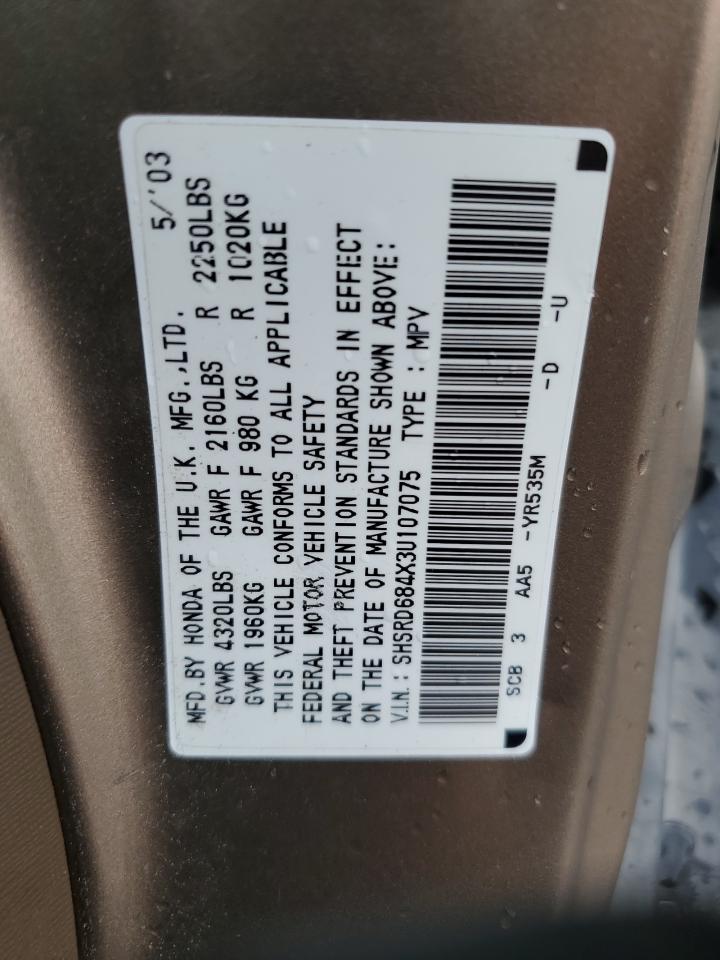 MFD.BY HONDA OF THE U.K. MFG.,LTD. 5/'03
GVWR 4320LBS GAWR F 2160LBS R 2250LBS
GVWR 1960KG GAWR F 980 KG R 1020KG
THIS VEHICLE CONFORMS TO ALL APPLICABLE
FEDERAL MOTOR VEHICLE SAFETY
AND THEFT PREVENTION STANDARDS IN EFFECT
ON THE DATE OF MANUFACTURE SHOWN ABOVE:
V.I.N.: SHSRD684X3U107075 TYPE : MPV
SCB 3 AA5 -YR535M -D -U